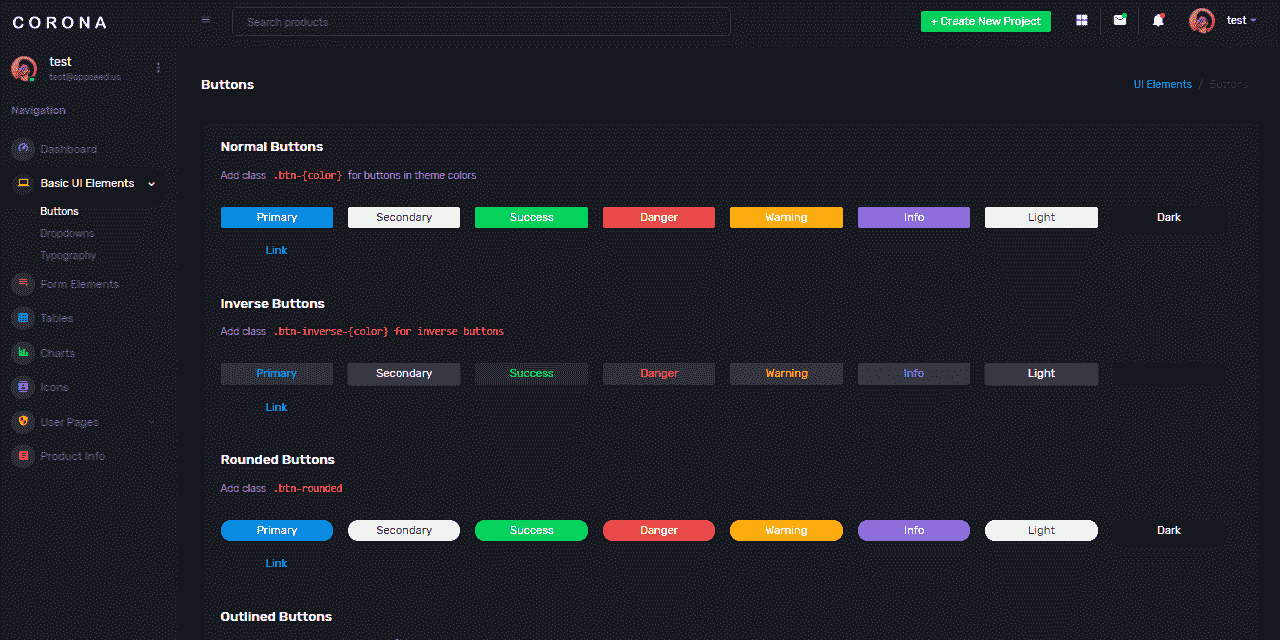 CORONA
Search products
+ Create New Project
test
test
test@appseed.us
Navigation
Dashboard
Basic UI Elements
Buttons
Dropdowns
Typography
Form Elements
Tables
Charts
Icons
User Pages
Product Info
Buttons
UI Elements / Buttons
Normal Buttons
Add class .btn-{color} for buttons in theme colors
Primary Secondary Success Danger Warning Info Light Dark
Link
Inverse Buttons
Add class .btn-inverse-{color} for inverse buttons
Primary Secondary Success Danger Warning Info Light
Link
Rounded Buttons
Add class .btn-rounded
Primary Secondary Success Danger Warning Info Light Dark
Link
Outlined Buttons